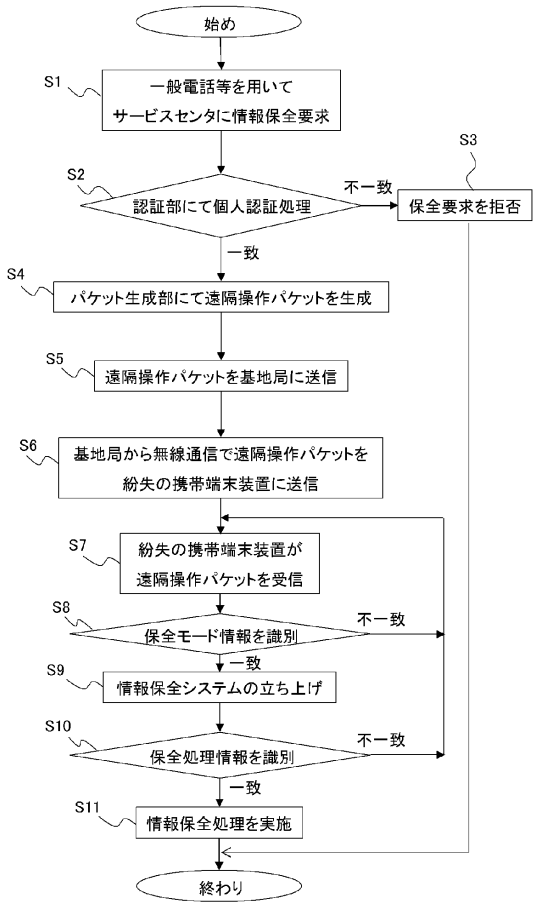 始め
S1
一般電話等を用いて
サービスセンタに情報保全要求
S2
認証部にて個人認証処理
不一致
S3
保全要求を拒否
一致
S4
パケット生成部にて遠隔操作パケットを生成
S5
遠隔操作パケットを基地局に送信
S6
基地局から無線通信で遠隔操作パケットを
紛失の携帯端末装置に送信
S7
紛失の携帯端末装置が
遠隔操作パケットを受信
S8
保全モード情報を識別
不一致
一致
S9
情報保全システムの立ち上げ
S10
保全処理情報を識別
不一致
一致
S11
情報保全処理を実施
終わり